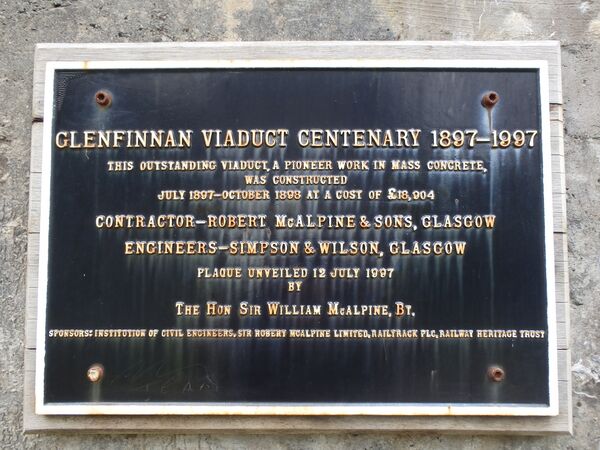 GLENFINNAN VIADUCT CENTENARY 1897–1997
THIS OUTSTANDING VIADUCT, A PIONEER WORK IN MASS CONCRETE,
WAS CONSTRUCTED
JULY 1897–OCTOBER 1898 AT A COST OF £18,904
CONTRACTOR–ROBERT McALPINE & SONS, GLASGOW
ENGINEERS–SIMPSON & WILSON, GLASGOW
PLAQUE UNVEILED 12 JULY 1997
BY
THE HON SIR WILLIAM McALPINE, BT.
SPONSORS: INSTITUTION OF CIVIL ENGINEERS, SIR ROBERT McALPINE LIMITED, RAILTRACK PLC, RAILWAY HERITAGE TRUST